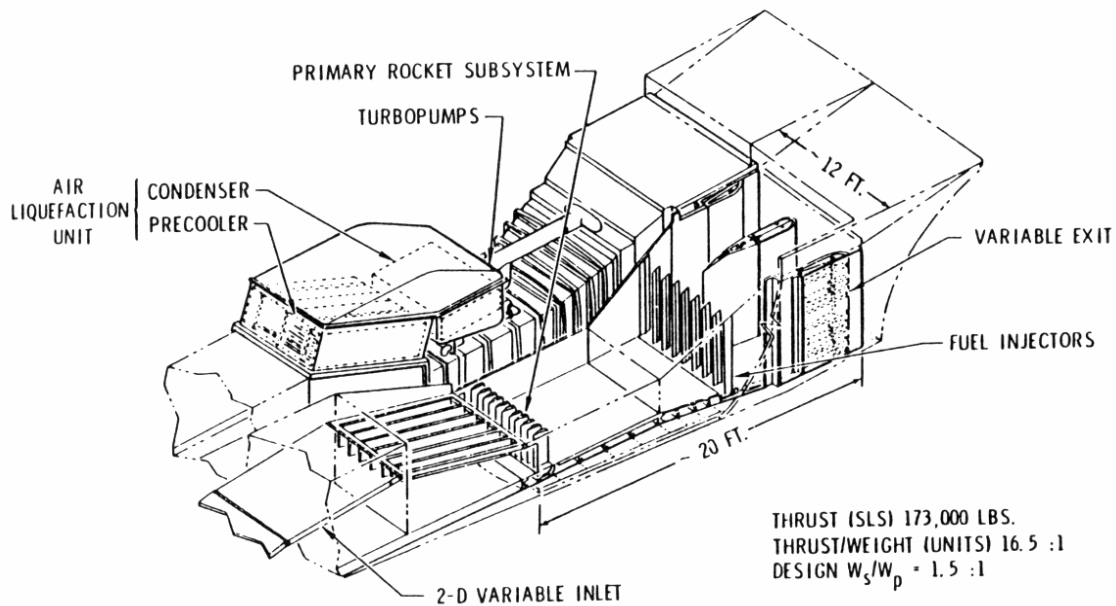 PRIMARY ROCKET SUBSYSTEM
TURBOPUMPS
AIR
LIQUEFACTION
UNIT
CONDENSER
PRECOOLER
12 FT.
VARIABLE EXIT
FUEL INJECTORS
~ 20 FT.
THRUST (SLS) 173,000 LBS.
THRUST/WEIGHT (UNITS) 16.5 :1
DESIGN Ws/Wp = 1.5 :1
2-D VARIABLE INLET